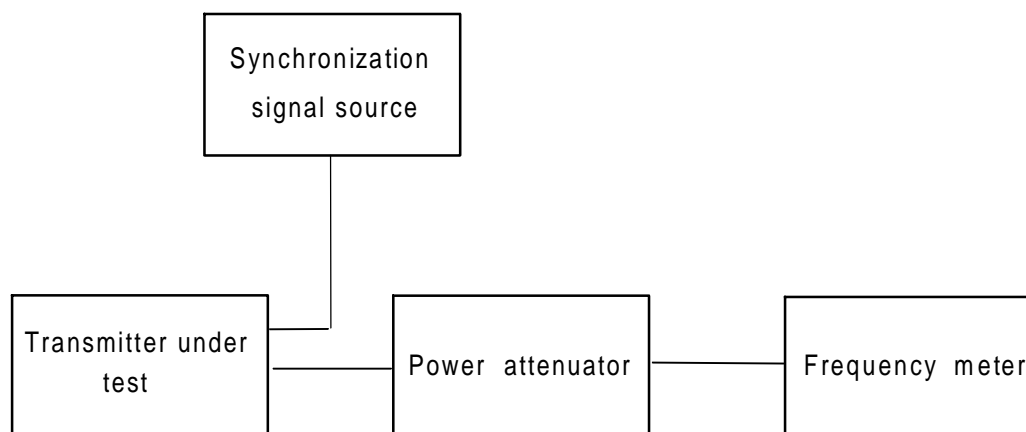 Synchronization
signal source
Transmitter under
test
Power attenuator
Frequency meter